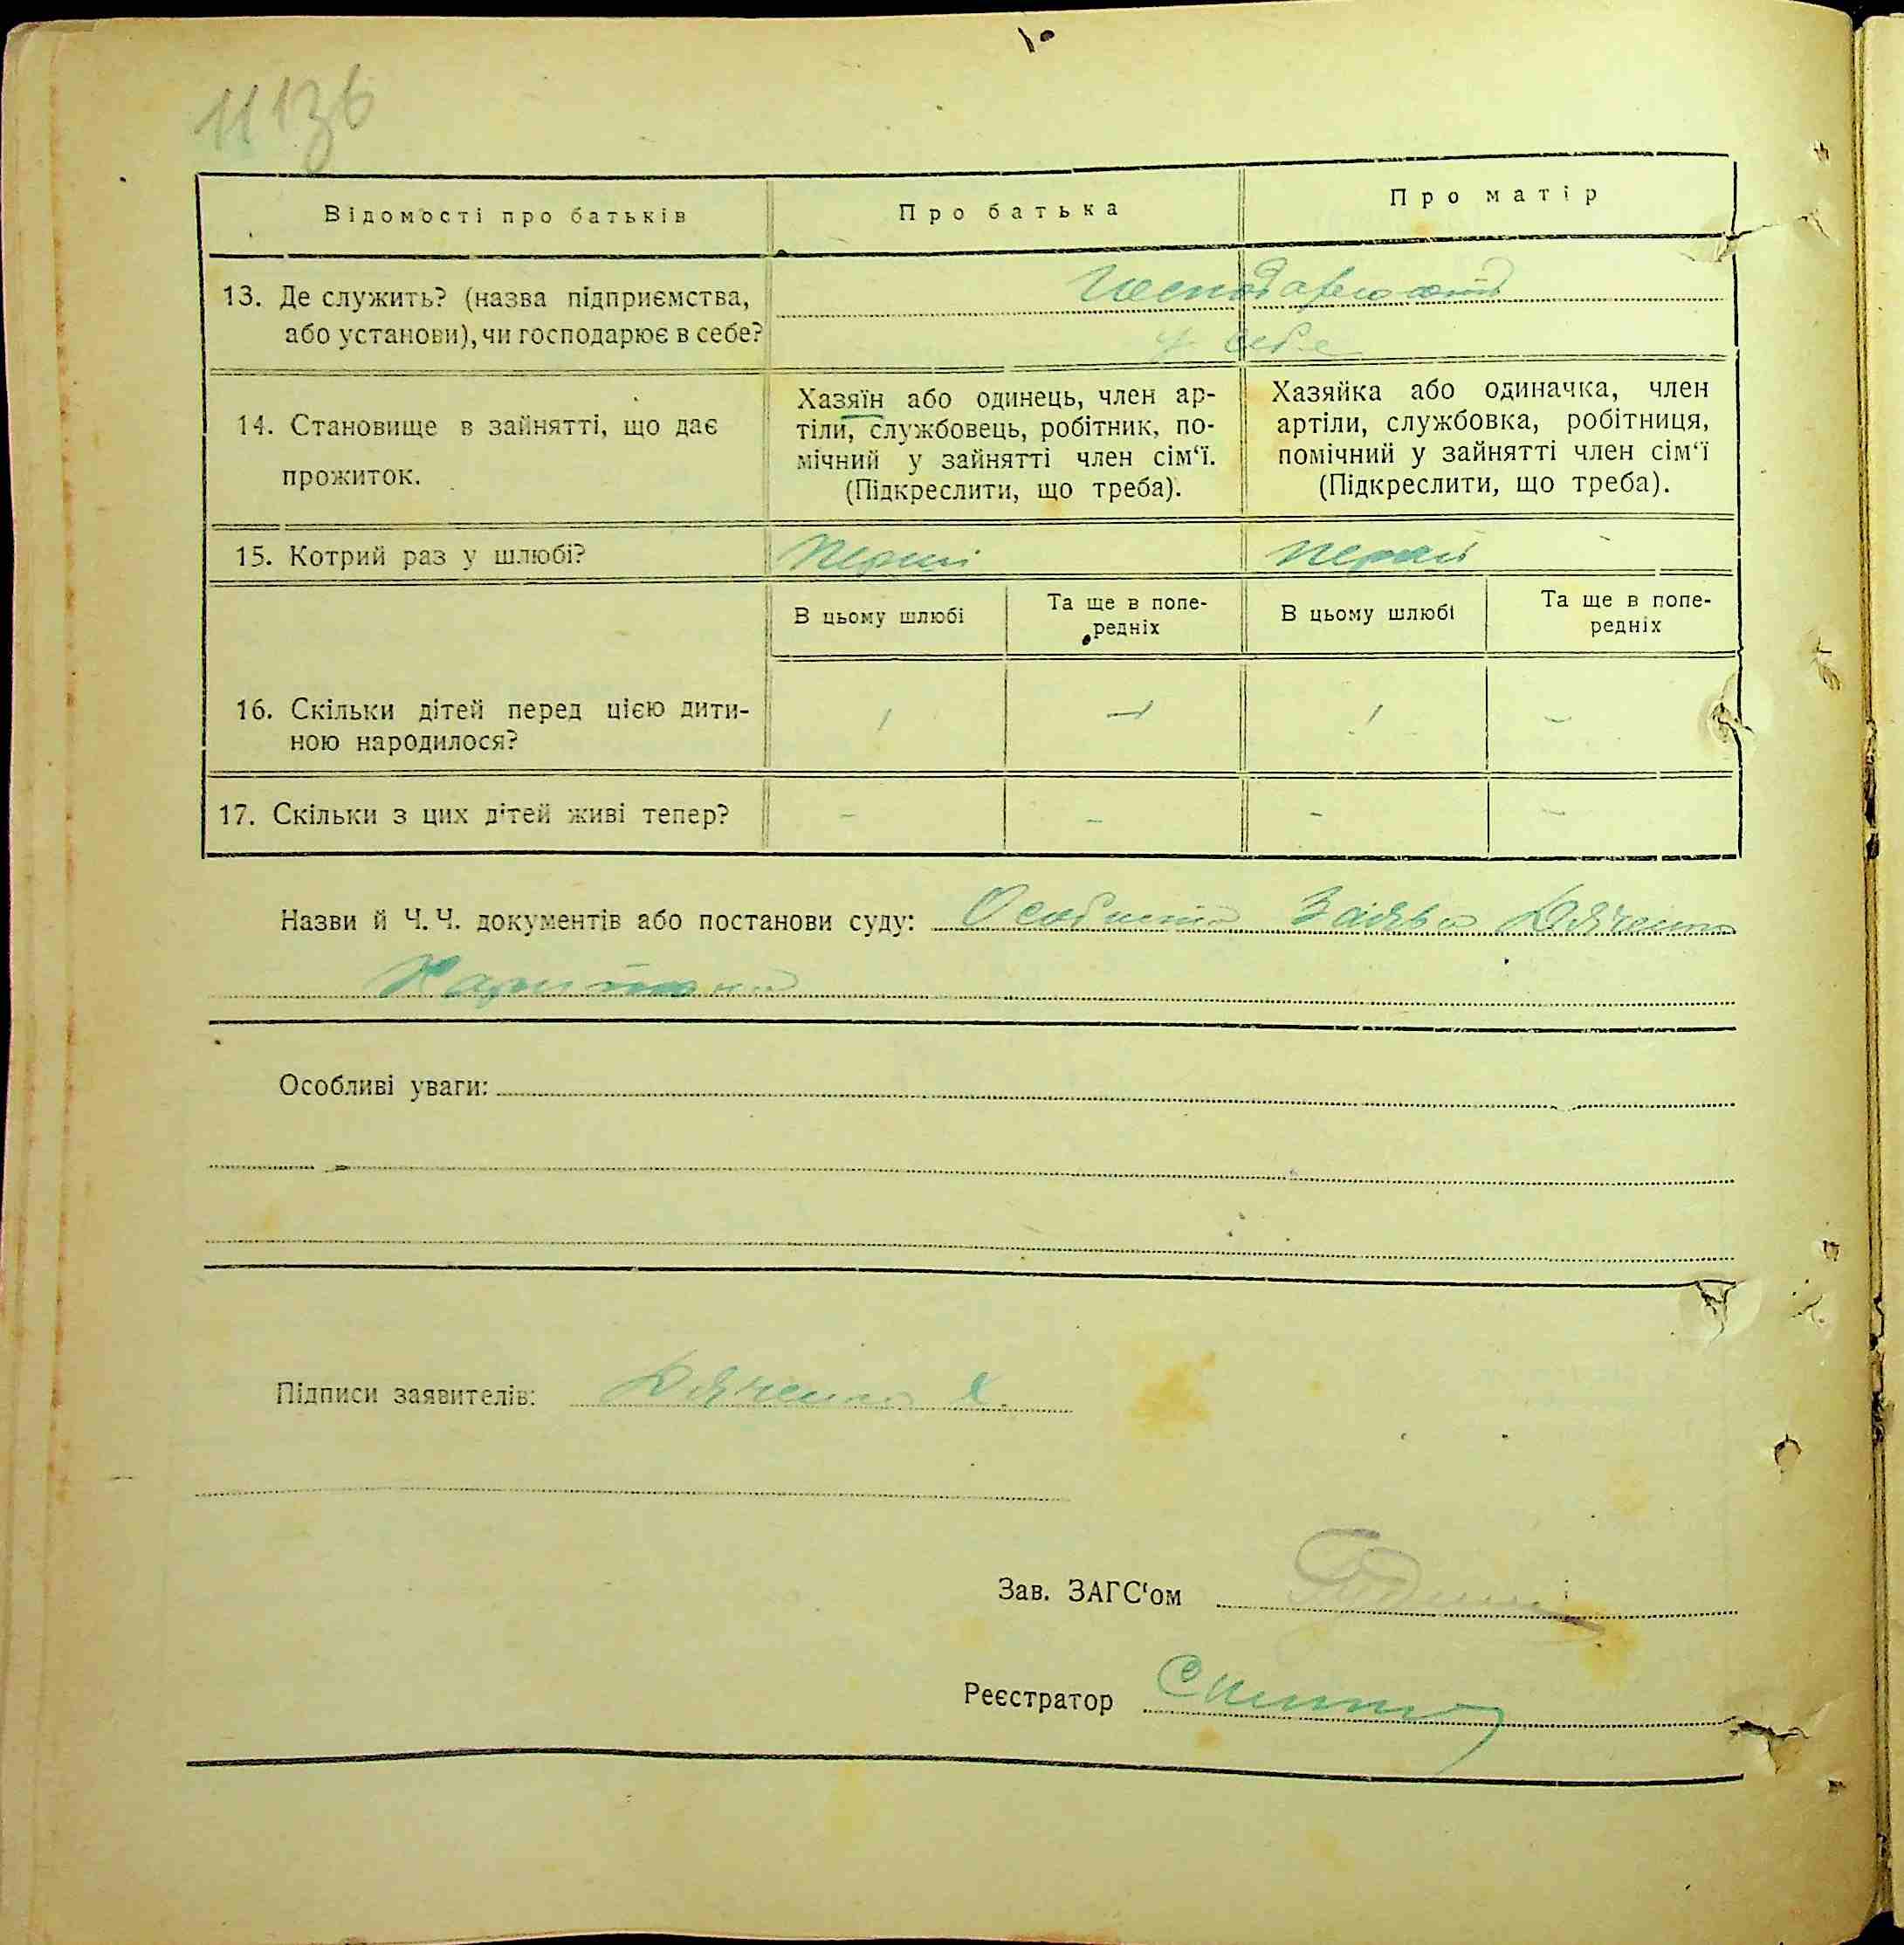 Відомості про батьків
Про батька
Про матір
13. Де служить? (назва підприємства,
або установи), чи господарює в себе?
у себе
14. Становище в зайнятті, що дає
прожиток.
Хазяїн або одинець, член ар-
тіли, службовець, робітник, по-
мічний у зайнятті член сім'ї.
(Підкреслити, що треба).
Хазяйка або одиначка, член
артіли, службовка, робітниця,
помічний у зайнятті член сім'ї
(Підкреслити, що треба).
15. Котрий раз у шлюбі?
Перший
Перший
В цьому шлюбі
Та ще в попе-
редніх
В цьому шлюбі
Та ще в попе-
редніх
16. Скільки дітей перед цією дити-
ною народилося?
1
-
1
-
17. Скільки з цих дітей живі тепер?
-
-
-
-
Назви й Ч. Ч. документів або постанови суду: Особиста Заява Дяченко
Особливі уваги:
Підписи заявителів: Дяченко Х.
Зав. ЗАГС'ом
Реєстратор